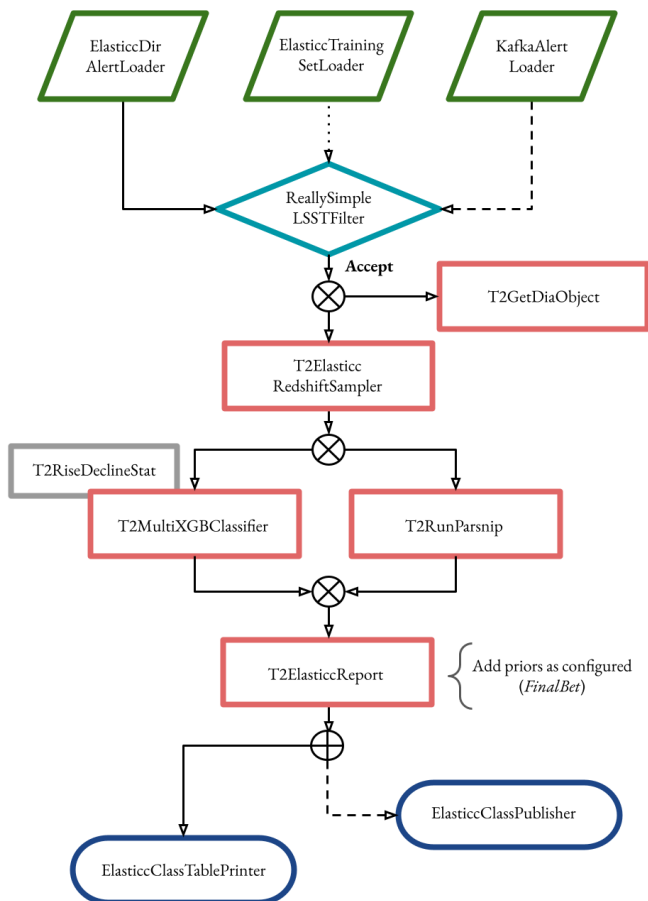 ElasticcDir
AlertLoader
ElasticcTraining
SetLoader
KafkaAlert
Loader
ReallySimple
LSSTFilter
Accept
T2GetDiaObject
T2Elasticc
RedshiftSampler
T2RiseDeclineStat
T2MultiXGBClassifier
T2RunParsnip
T2ElasticcReport
Add priors as configured
(FinalBet)
ElasticcClassPublisher
ElasticcClassTablePrinter